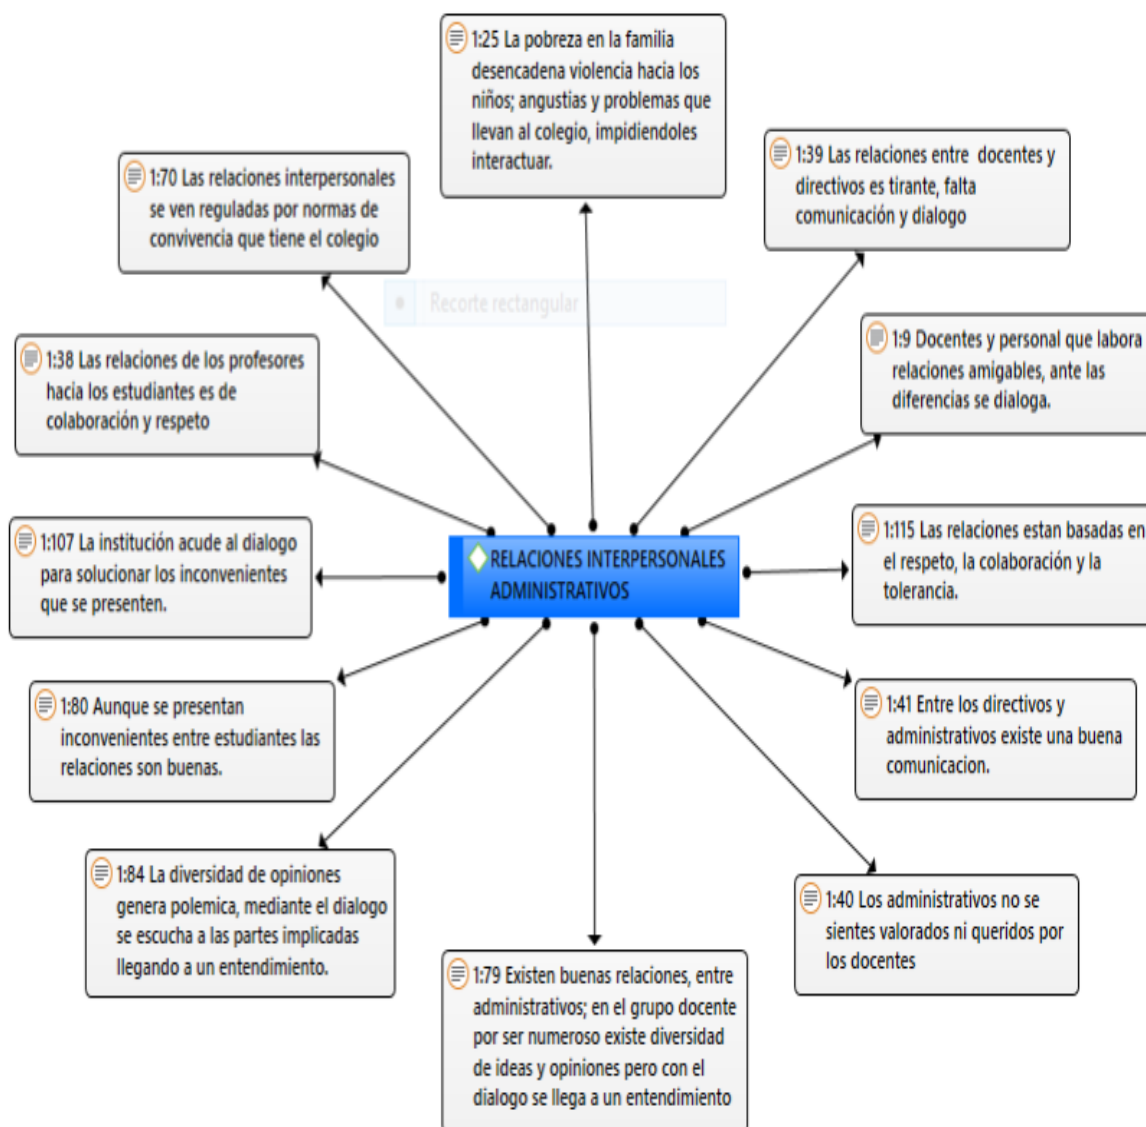 1:25 La pobreza en la familia
desencadena violencia hacia los
niños; angustias y problemas que
llevan al colegio, impidiendoles
interactuar.
1:39 Las relaciones entre docentes y
directivos es tirante, falta
comunicación y dialogo
1:70 Las relaciones interpersonales
se ven reguladas por normas de
convivencia que tiene el colegio
Recorte rectangular
1:9 Docentes y personal que labora
relaciones amigables, ante las
diferencias se dialoga.
1:38 Las relaciones de los profesores
hacia los estudiantes es de
colaboración y respeto
1:115 Las relaciones estan basadas en
el respeto, la colaboración y la
tolerancia.
1:107 La institución acude al dialogo
para solucionar los inconvenientes
que se presenten.
RELACIONES INTERPERSONALES
ADMINISTRATIVOS
1:41 Entre los directivos y
administrativos existe una buena
comunicacion.
1:80 Aunque se presentan
inconvenientes entre estudiantes las
relaciones son buenas.
1:84 La diversidad de opiniones
genera polemica, mediante el dialogo
se escucha a las partes implicadas
llegando a un entendimiento.
1:40 Los administrativos no se
sientes valorados ni queridos por
los docentes
1:79 Existen buenas relaciones, entre
administrativos; en el grupo docente
por ser numeroso existe diversidad
de ideas y opiniones pero con el
dialogo se llega a un entendimiento